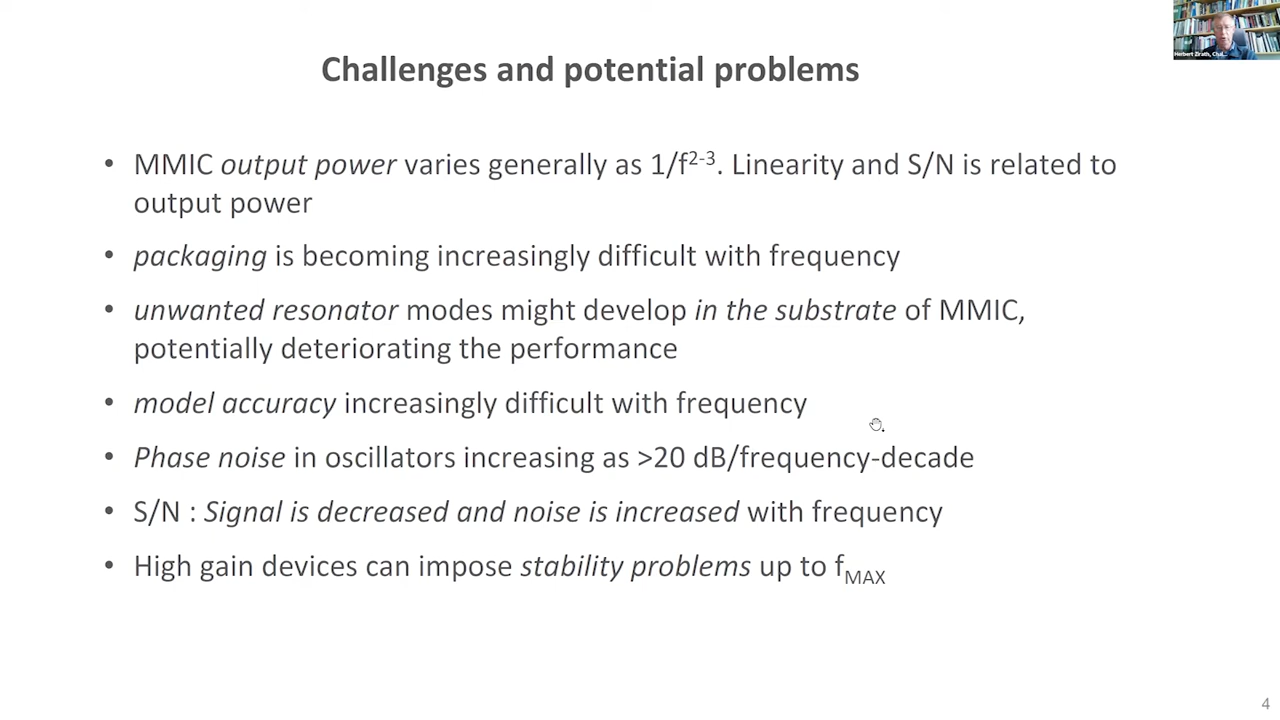 Herbert Zirath, Chal...
Challenges and potential problems
• MMIC output power varies generally as 1/f²⁻³. Linearity and S/N is related to
output power
• packaging is becoming increasingly difficult with frequency
• unwanted resonator modes might develop in the substrate of MMIC,
potentially deteriorating the performance
• model accuracy increasingly difficult with frequency
• Phase noise in oscillators increasing as >20 dB/frequency-decade
• S/N : Signal is decreased and noise is increased with frequency
• High gain devices can impose stability problems up to fMAX
4